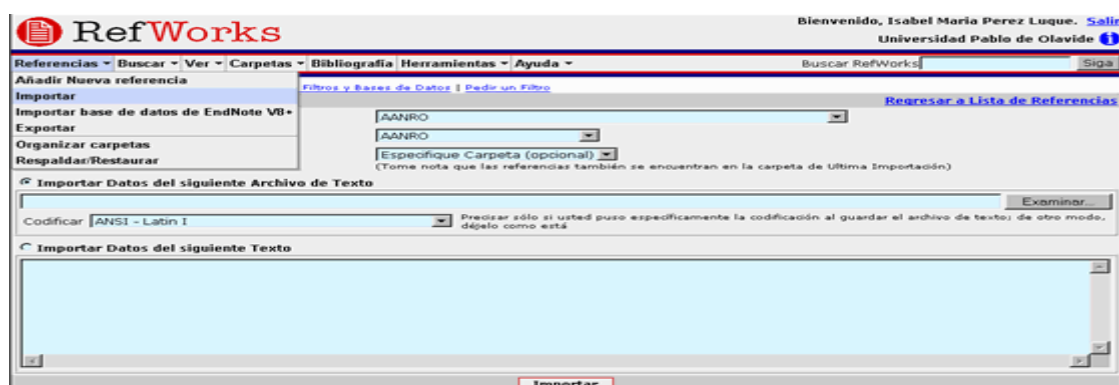 RefWorks
Bienvenido, Isabel Maria Perez Luque. Salir
Universidad Pablo de Olavide
Referencias Buscar Ver Carpetas Bibliografía Herramientas Ayuda Buscar RefWorks Siga
Añadir Nueva referencia
Importar
Importar base de datos de EndNote V8+
Exportar
Organizar carpetas
Respaldar/Restaurar
Filtros y Bases de Datos | Pedir un Filtro
Regresar a Lista de Referencias
AANRO
AANRO
Especifique Carpeta (opcional)
(Tome nota que las referencias también se encuentran en la carpeta de Ultima Importación)
Importar Datos del siguiente Archivo de Texto
Examinar...
Codificar ANSI - Latin I
Precisar sólo si usted puso específicamente la codificación al guardar el archivo de texto; de otro modo,
déjelo como está
Importar Datos del siguiente Texto
Importar